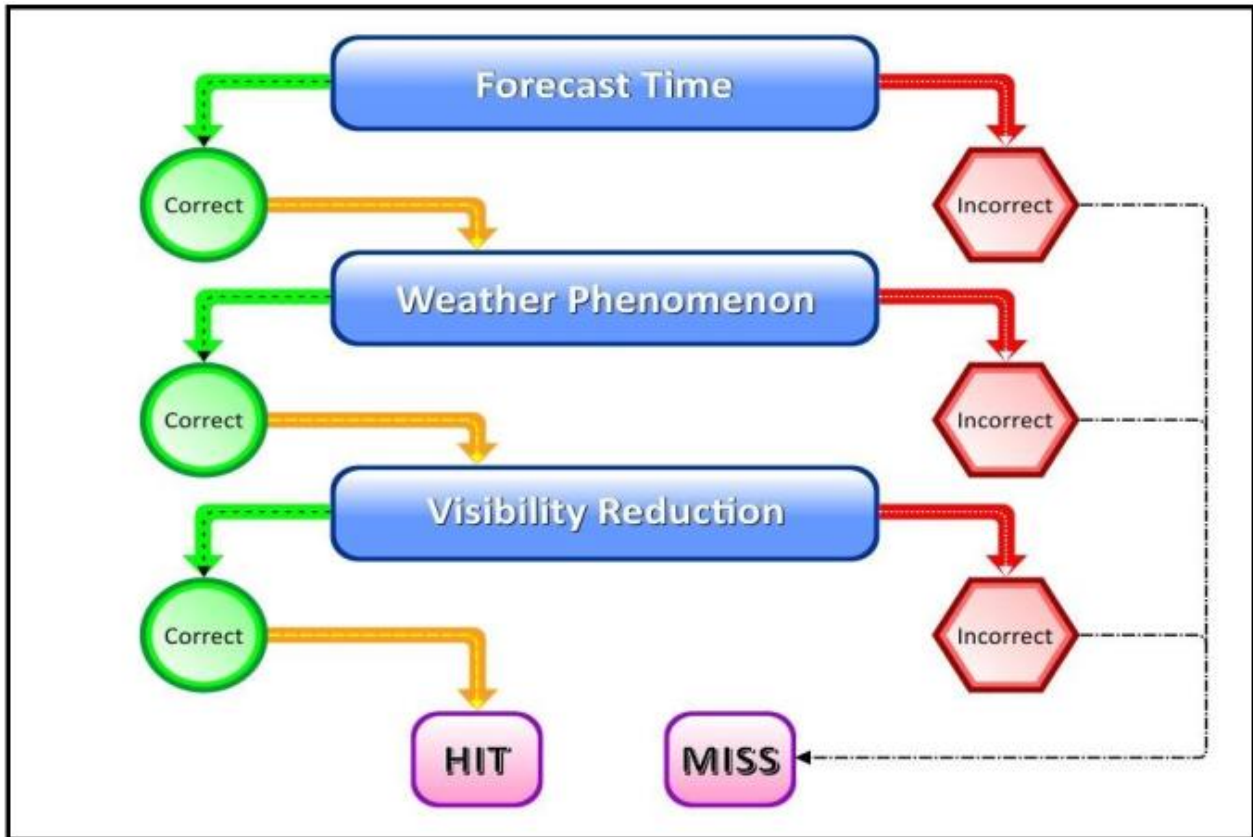 Forecast Time
Correct
Incorrect
Weather Phenomenon
Correct
Incorrect
Visibility Reduction
Correct
Incorrect
HIT
MISS